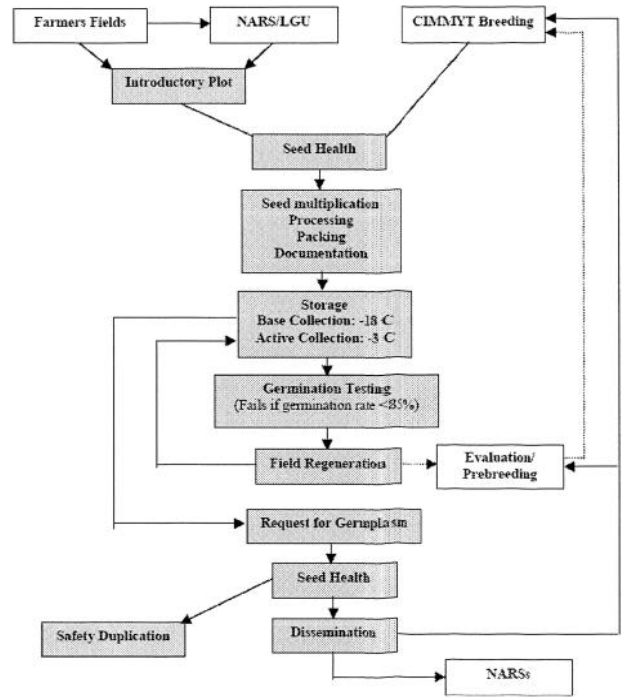 Farmers Fields
NARS/LGU
CIMMYT Breeding
Introductory Plot
Seed Health
Seed multiplication
Processing
Packing
Documentation
Storage
Base Collection: -18 C
Active Collection: -3 C
Germination Testing
(Fails if germination rate <85%)
Field Regeneration
Evaluation/
Prebreeding
Request for Germplasm
Seed Health
Safety Duplication
Dissemination
NARSs